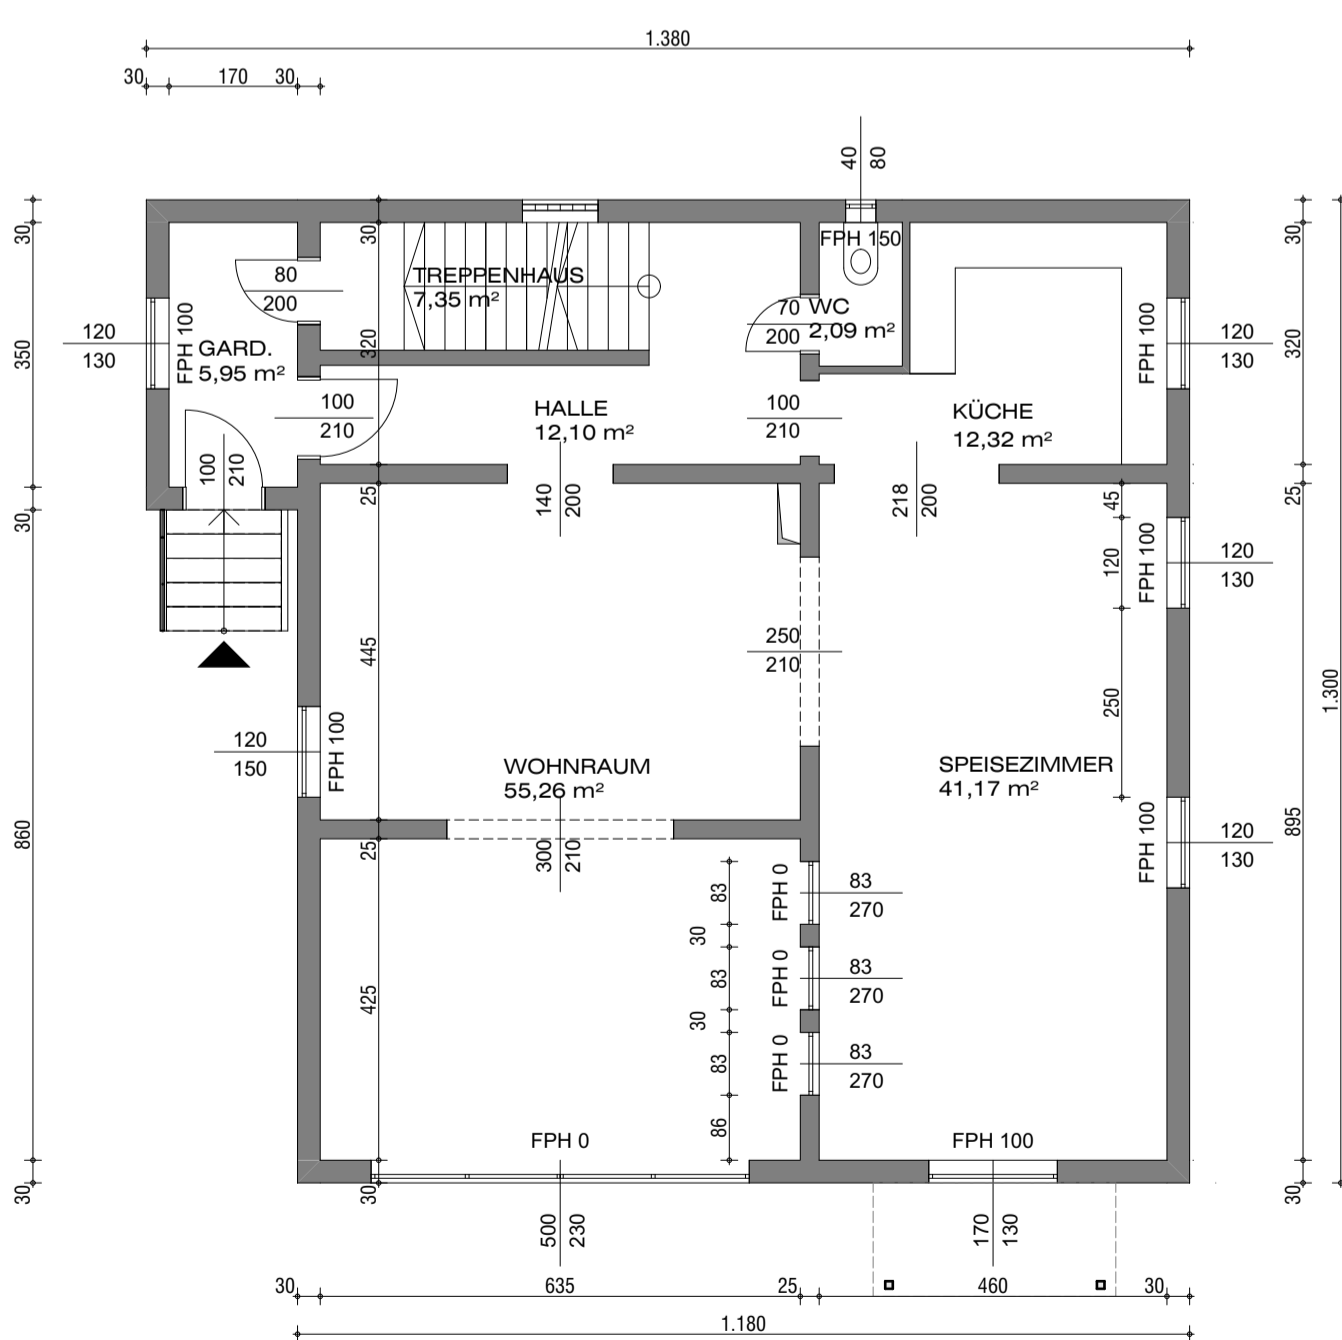 1.380
30 170 30
40
80
30
350
30
860
30
30
320
25
445
25
425
30
30
320
25
895
30
1.300
FPH 150
80
200
TREPPENHAUS
7,35 m²
70
200
WC
2,09 m²
120
130
FPH 100
GARD.
5,95 m²
FPH 100
120
130
100
210
HALLE
12,10 m²
100
210
KÜCHE
12,32 m²
100
210
140
200
218
200
45
120
250
FPH 100
120
130
250
210
120
150
FPH 100
WOHNRAUM
55,26 m²
SPEISEZIMMER
41,17 m²
300
210
FPH 100
120
130
83
30
83
30
83
86
FPH 0
83
270
FPH 0
83
270
FPH 0
83
270
FPH 0
FPH 100
500
230
170
130
30 635 25 460 30
1.180